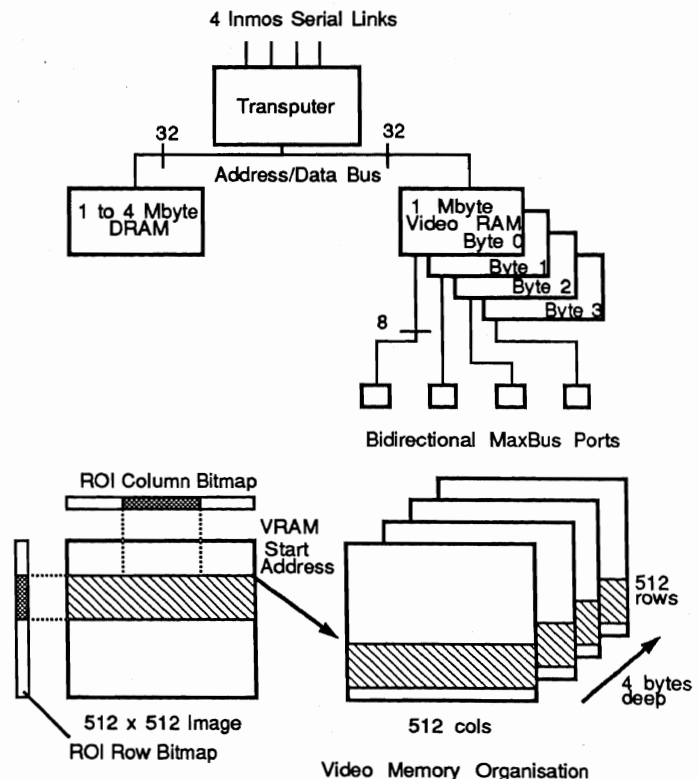 4 Inmos Serial Links
Transputer
32
32
Address/Data Bus
1 to 4 Mbyte
DRAM
1 Mbyte
Video RAM
Byte 0
Byte 1
Byte 2
Byte 3
8
Bidirectional MaxBus Ports
ROI Column Bitmap
VRAM
Start
Address
512
rows
4 bytes
deep
512 x 512 Image
512 cols
ROI Row Bitmap
Video Memory Organisation